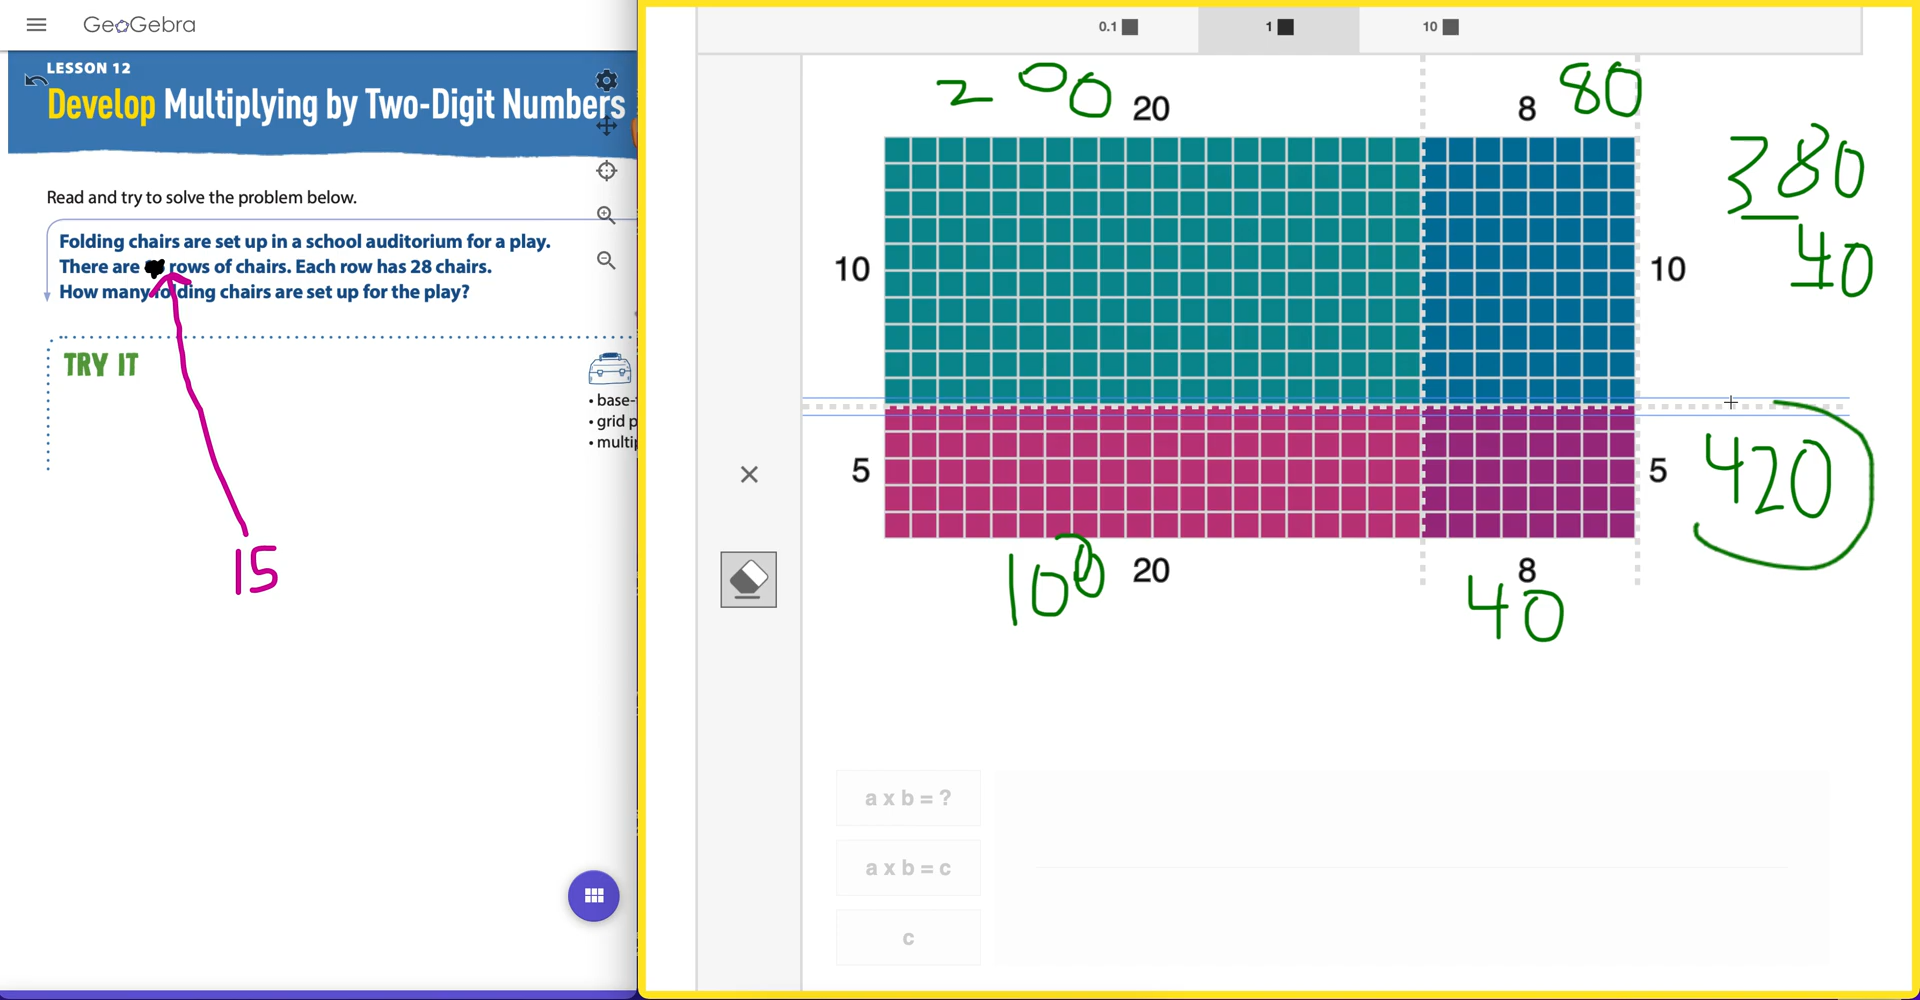 GeoGebra
LESSON 12
Develop Multiplying by Two-Digit Numbers
Read and try to solve the problem below.
Folding chairs are set up in a school auditorium for a play.
There are rows of chairs. Each row has 28 chairs.
How many folding chairs are set up for the play?
TRY IT
• base-
• grid p
• multip
15
0.1 1 10
200 20 8 80
380
10 10 40
5 5 420
100 20 8
40
a x b = ?
a x b = c
c